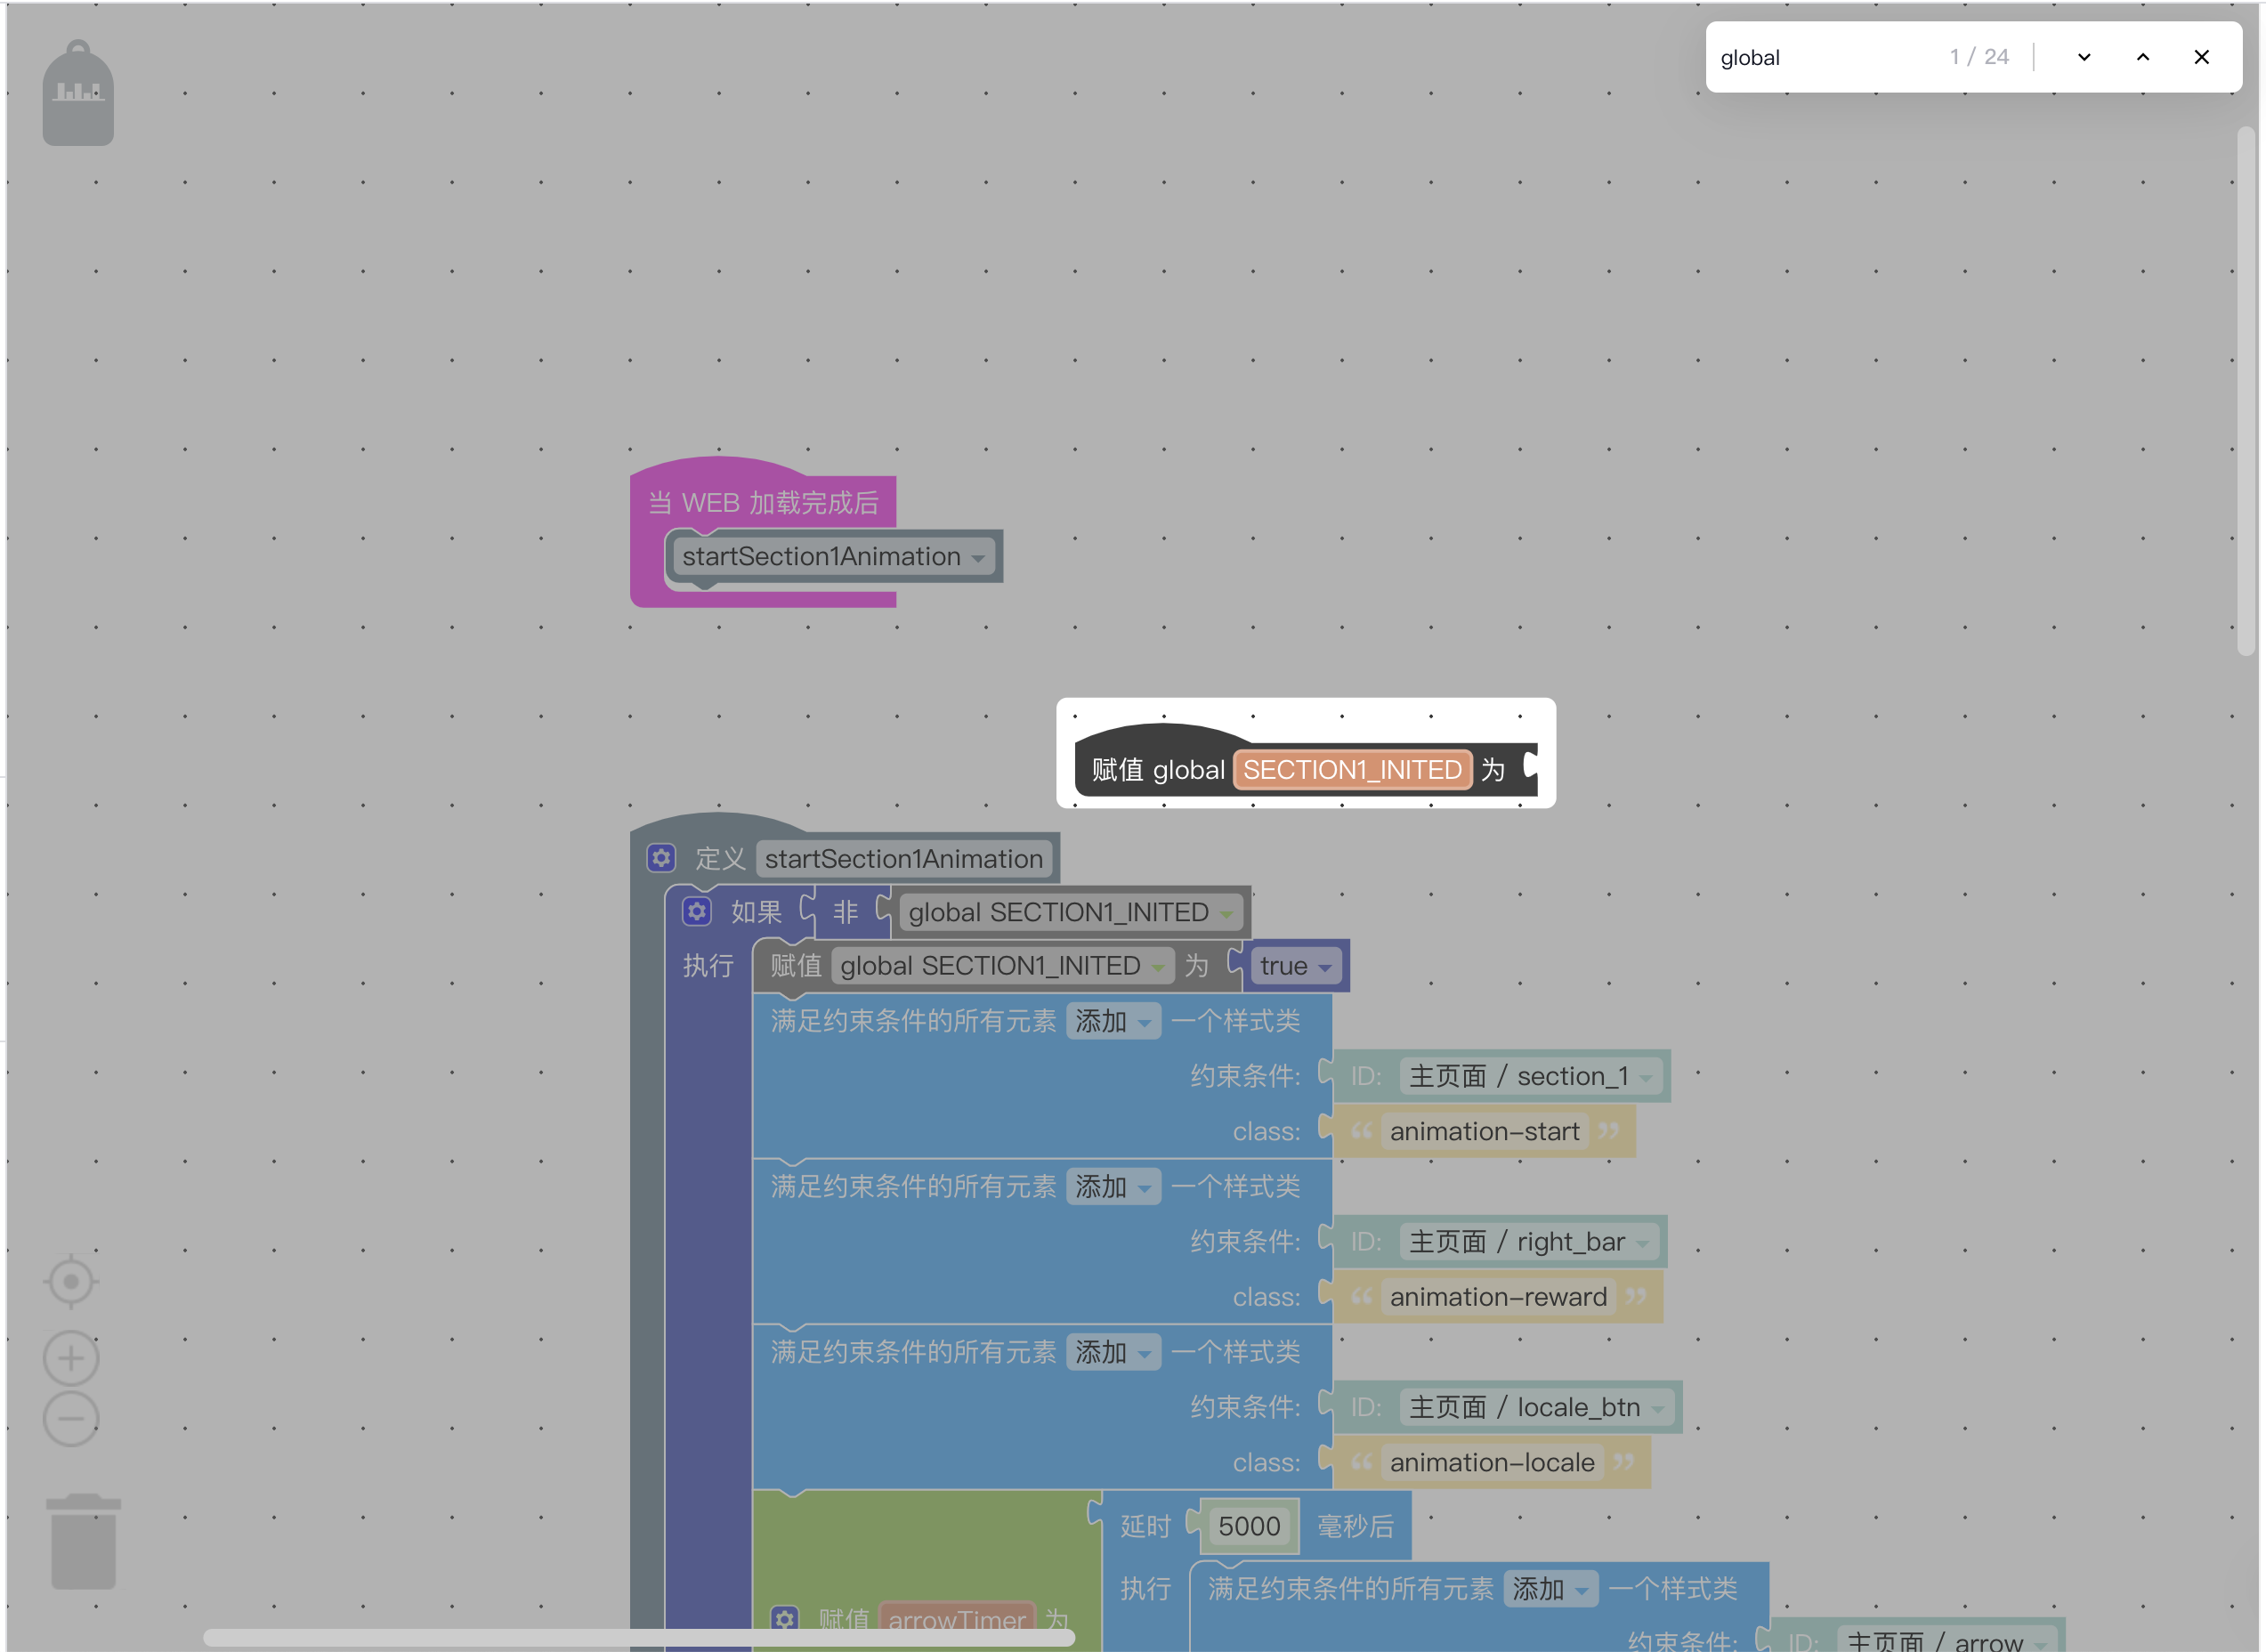 global 1 / 24
当 WEB 加载完成后
startSection1Animation
赋值 global SECTION1_INITED 为
定义 startSection1Animation
如果 非 global SECTION1_INITED
执行 赋值 global SECTION1_INITED 为 true
满足约束条件的所有元素 添加 一个样式类
约束条件: ID: 主页面 / section_1
class: “ animation-start ”
满足约束条件的所有元素 添加 一个样式类
约束条件: ID: 主页面 / right_bar
class: “ animation-reward ”
满足约束条件的所有元素 添加 一个样式类
约束条件: ID: 主页面 / locale_btn
class: “ animation-locale ”
延时 5000 毫秒后
执行 满足约束条件的所有元素 添加 一个样式类
赋值 arrowTimer 为
约束条件: ID: 主页面 / arrow